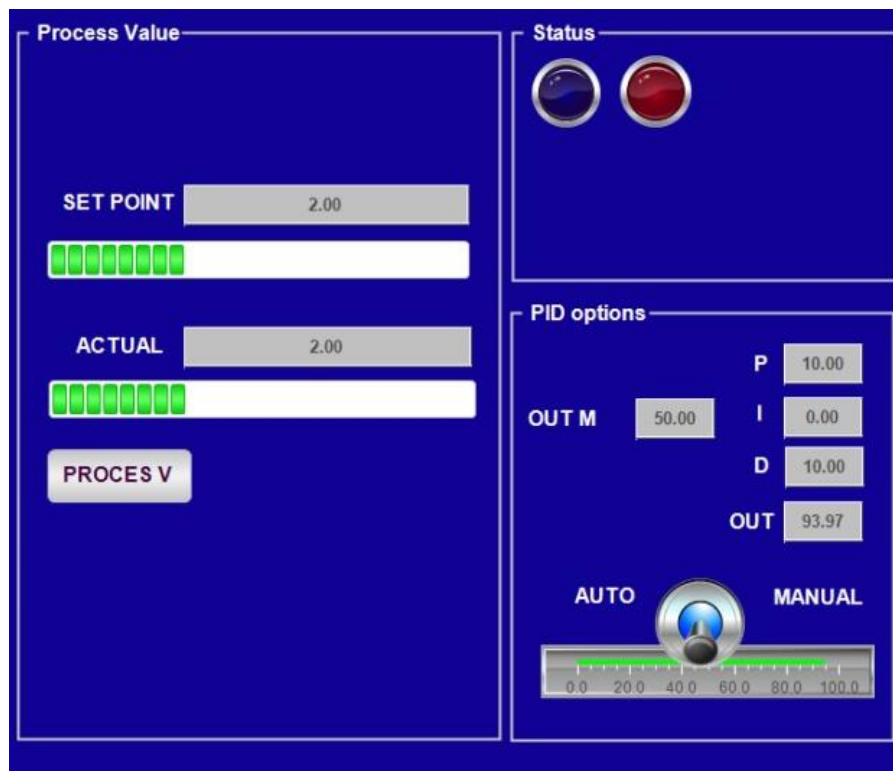 Process Value
SET POINT 2.00
ACTUAL 2.00
PROCES V
Status
PID options
P 10.00
OUT M 50.00 I 0.00
D 10.00
OUT 93.97
AUTO MANUAL
0.0 20.0 40.0 60.0 80.0 100.0